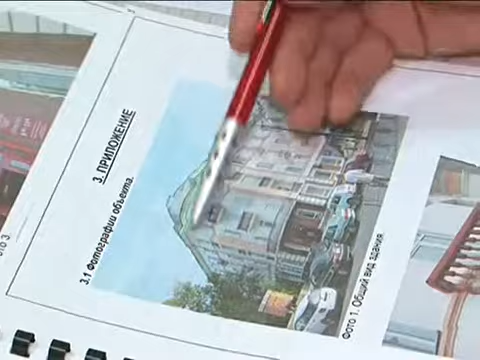 3. ПРИЛОЖЕНИЕ
3.1 Фотографии объекта.
Фото 1. Общий вид здания.